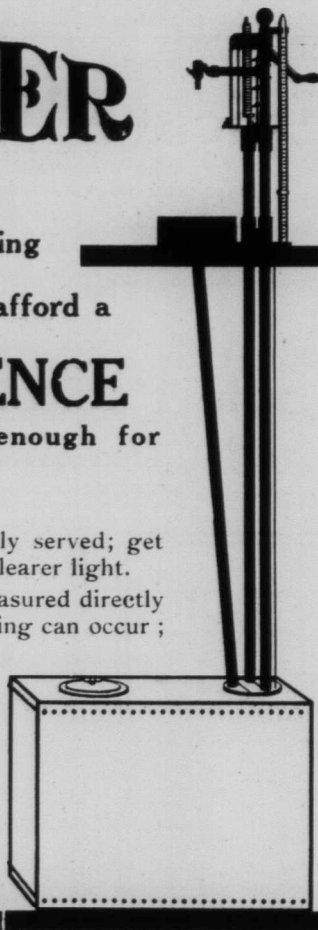 ER
ing
afford a
ENCE
enough for
ly served; get
learer light.
asured directly
ing can occur;